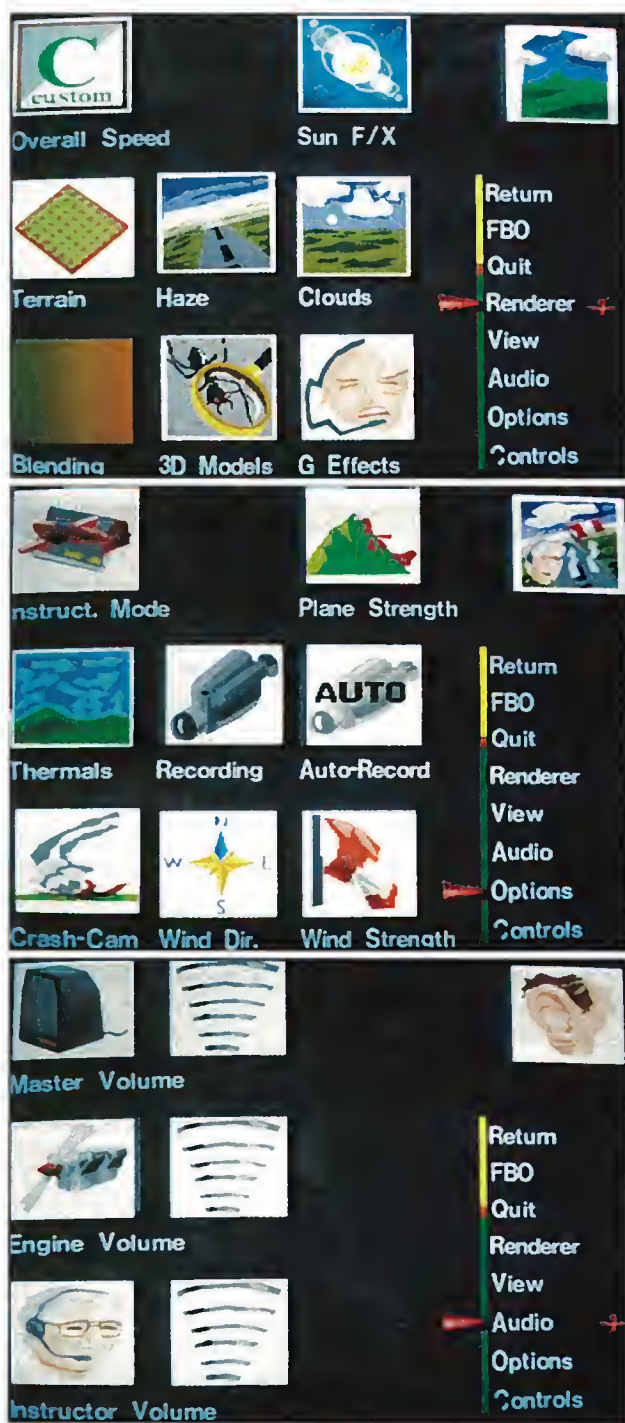 C
custom
Overall Speed
Sun F/X
Terrain
Haze
Clouds
Blending
3D Models
G Effects
Return
FBO
Quit
Renderer
View
Audio
Options
Controls
nstruct. Mode
Plane Strength
Thermals
Recording
AUTO
Auto-Record
N
W
E
S
Crash-Cam
Wind Dir.
Wind Strength
Return
FBO
Quit
Renderer
View
Audio
Options
Controls
Master Volume
Engine Volume
Instructor Volume
Return
FBO
Quit
Renderer
View
Audio
Options
Controls